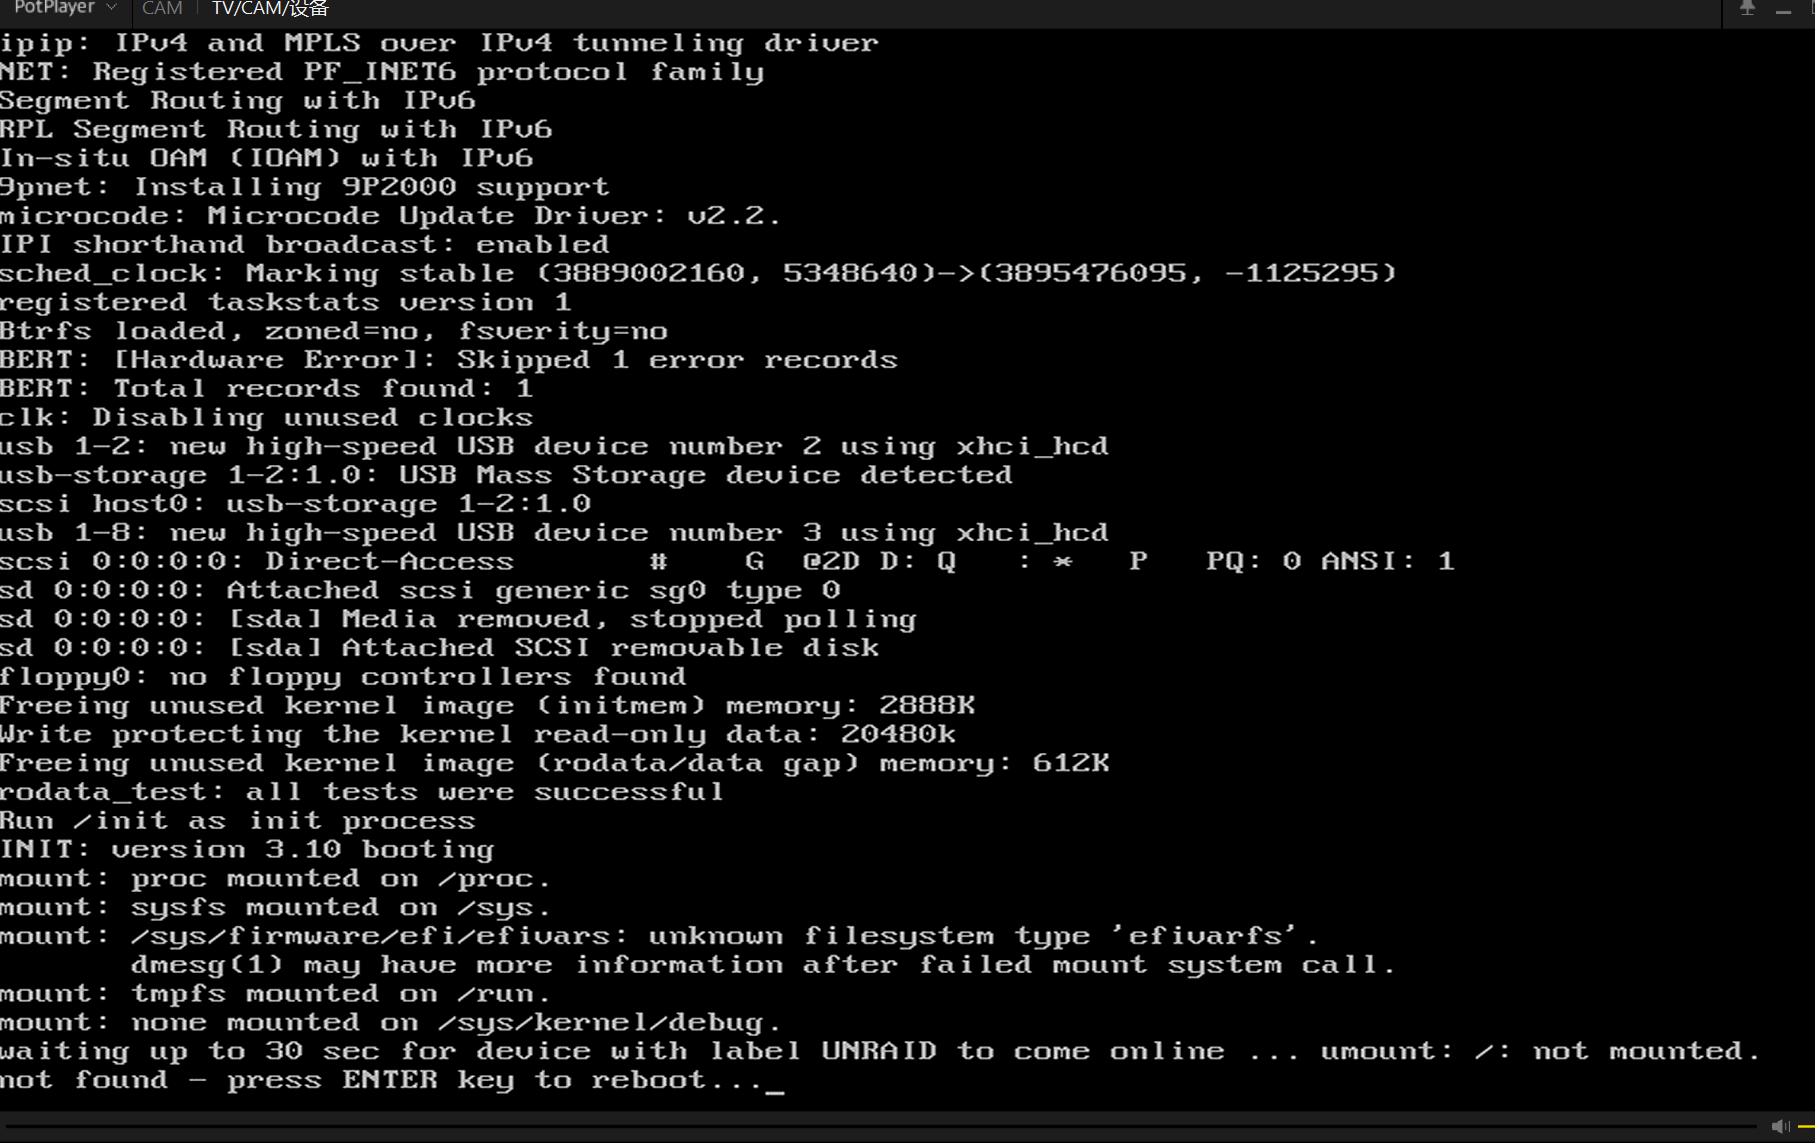 PotPlayer CAM TV/CAM/设备
ipip: IPv4 and MPLS over IPv4 tunneling driver
NET: Registered PF_INET6 protocol family
Segment Routing with IPv6
RPL Segment Routing with IPv6
In-situ OAM (IOAM) with IPv6
9pnet: Installing 9P2000 support
microcode: Microcode Update Driver: v2.2.
IPI shorthand broadcast: enabled
sched_clock: Marking stable (3889002160, 5348640)->(3895476095, -1125295)
registered taskstats version 1
Btrfs loaded, zoned=no, fsverity=no
BERT: [Hardware Error]: Skipped 1 error records
BERT: Total records found: 1
clk: Disabling unused clocks
usb 1-2: new high-speed USB device number 2 using xhci_hcd
usb-storage 1-2:1.0: USB Mass Storage device detected
scsi host0: usb-storage 1-2:1.0
usb 1-8: new high-speed USB device number 3 using xhci_hcd
scsi 0:0:0:0: Direct-Access       #    G  @2D D: Q   : *   P   PQ: 0 ANSI: 1
sd 0:0:0:0: Attached scsi generic sg0 type 0
sd 0:0:0:0: [sda] Media removed, stopped polling
sd 0:0:0:0: [sda] Attached SCSI removable disk
floppy0: no floppy controllers found
Freeing unused kernel image (initmem) memory: 2888K
Write protecting the kernel read-only data: 20480k
Freeing unused kernel image (rodata/data gap) memory: 612K
rodata_test: all tests were successful
Run /init as init process
INIT: version 3.10 booting
mount: proc mounted on /proc.
mount: sysfs mounted on /sys.
mount: /sys/firmware/efi/efivars: unknown filesystem type 'efivarfs'.
       dmesg(1) may have more information after failed mount system call.
mount: tmpfs mounted on /run.
mount: none mounted on /sys/kernel/debug.
waiting up to 30 sec for device with label UNRAID to come online ... umount: /: not mounted.
not found - press ENTER key to reboot..._